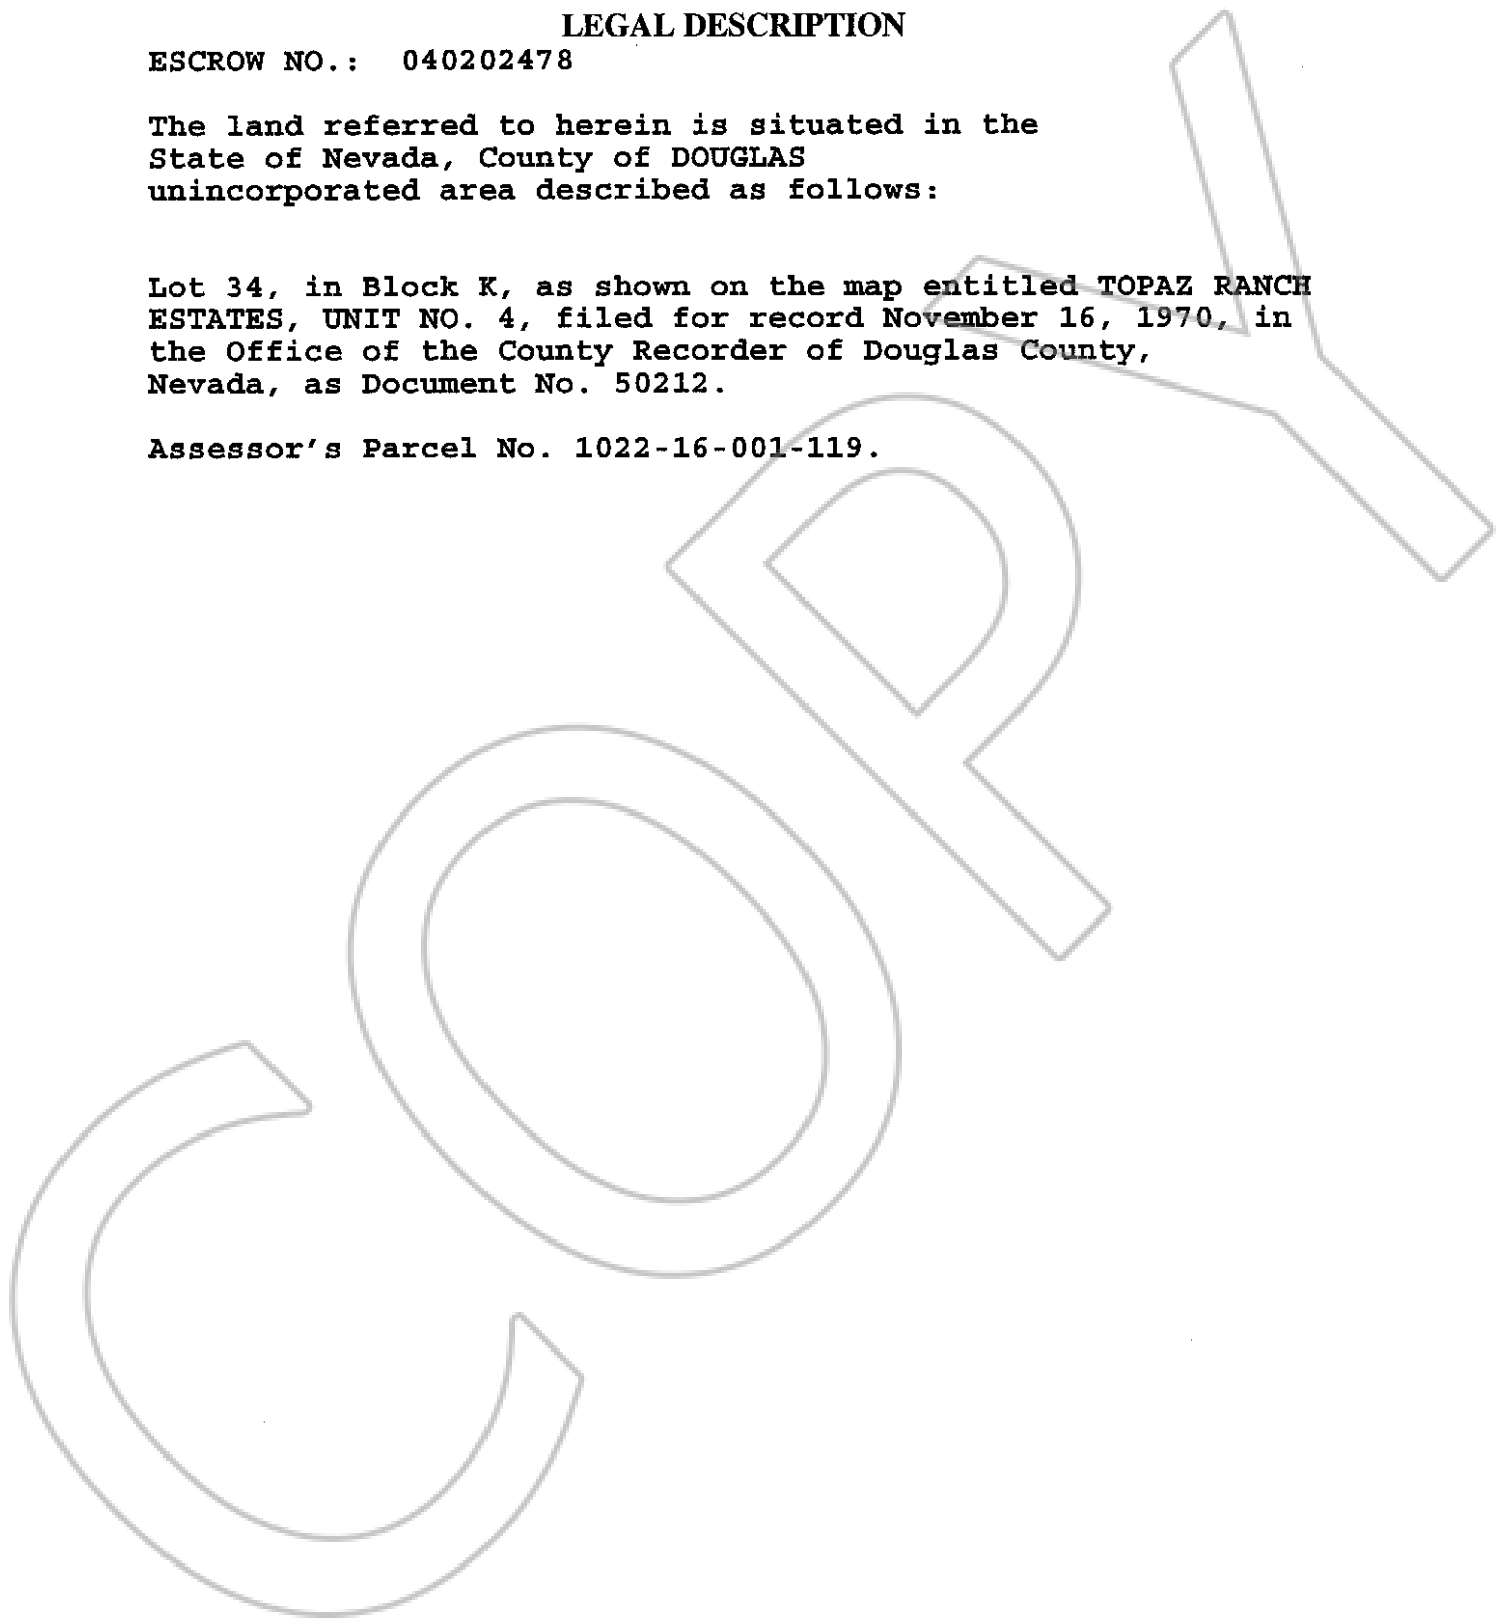 LEGAL DESCRIPTION
ESCROW NO.: 040202478
The land referred to herein is situated in the
State of Nevada, County of DOUGLAS
unincorporated area described as follows:
Lot 34, in Block K, as shown on the map entitled TOPAZ RANCH
ESTATES, UNIT NO. 4, filed for record November 16, 1970, in
the Office of the County Recorder of Douglas County,
Nevada, as Document No. 50212.
Assessor's Parcel No. 1022-16-001-119.
COPY